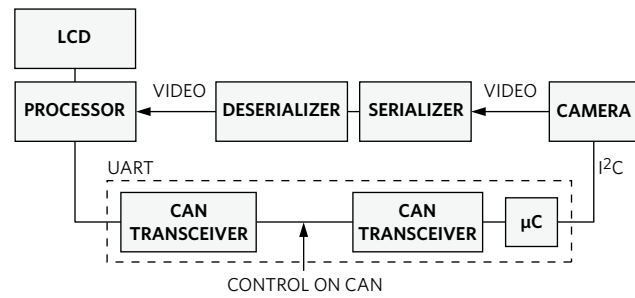 LCD
PROCESSOR
VIDEO
DESERIALIZER
SERIALIZER
VIDEO
CAMERA
UART
I²C
CAN
TRANSCEIVER
CAN
TRANSCEIVER
µC
CONTROL ON CAN